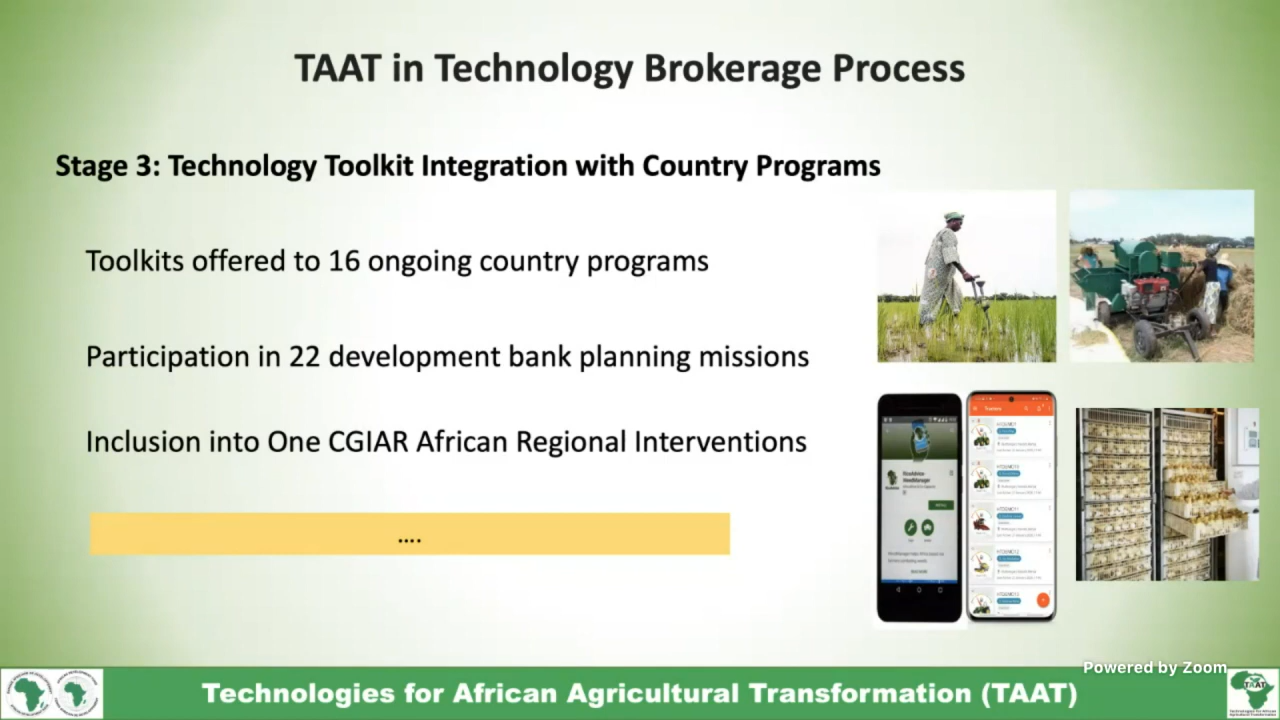 TAAT in Technology Brokerage Process
Stage 3: Technology Toolkit Integration with Country Programs
Toolkits offered to 16 ongoing country programs
Participation in 22 development bank planning missions
Inclusion into One CGIAR African Regional Interventions
....
Powered by Zoom
Technologies for African Agricultural Transformation (TAAT)
TAAT